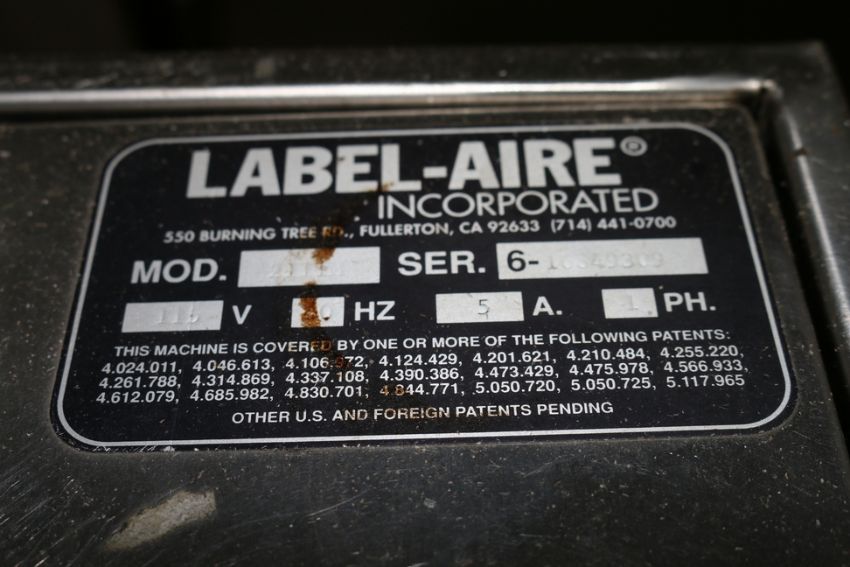 LABEL-AIRE®
INCORPORATED
550 BURNING TREE RD., FULLERTON, CA 92633 (714) 441-0700
MOD. SER. 6-
115 V HZ 5 A. 1 PH.
THIS MACHINE IS COVERED BY ONE OR MORE OF THE FOLLOWING PATENTS:
4.024.011, 4.046.613, 4.106.972, 4.124.429, 4.201.621, 4.210.484, 4.255.220,
4.261.788, 4.314.869, 4.337.108, 4.390.386, 4.473.429, 4.475.978, 4.566.933,
4.612.079, 4.685.982, 4.830.701, 4.844.771, 5.050.720, 5.050.725, 5.117.965
OTHER U.S. AND FOREIGN PATENTS PENDING